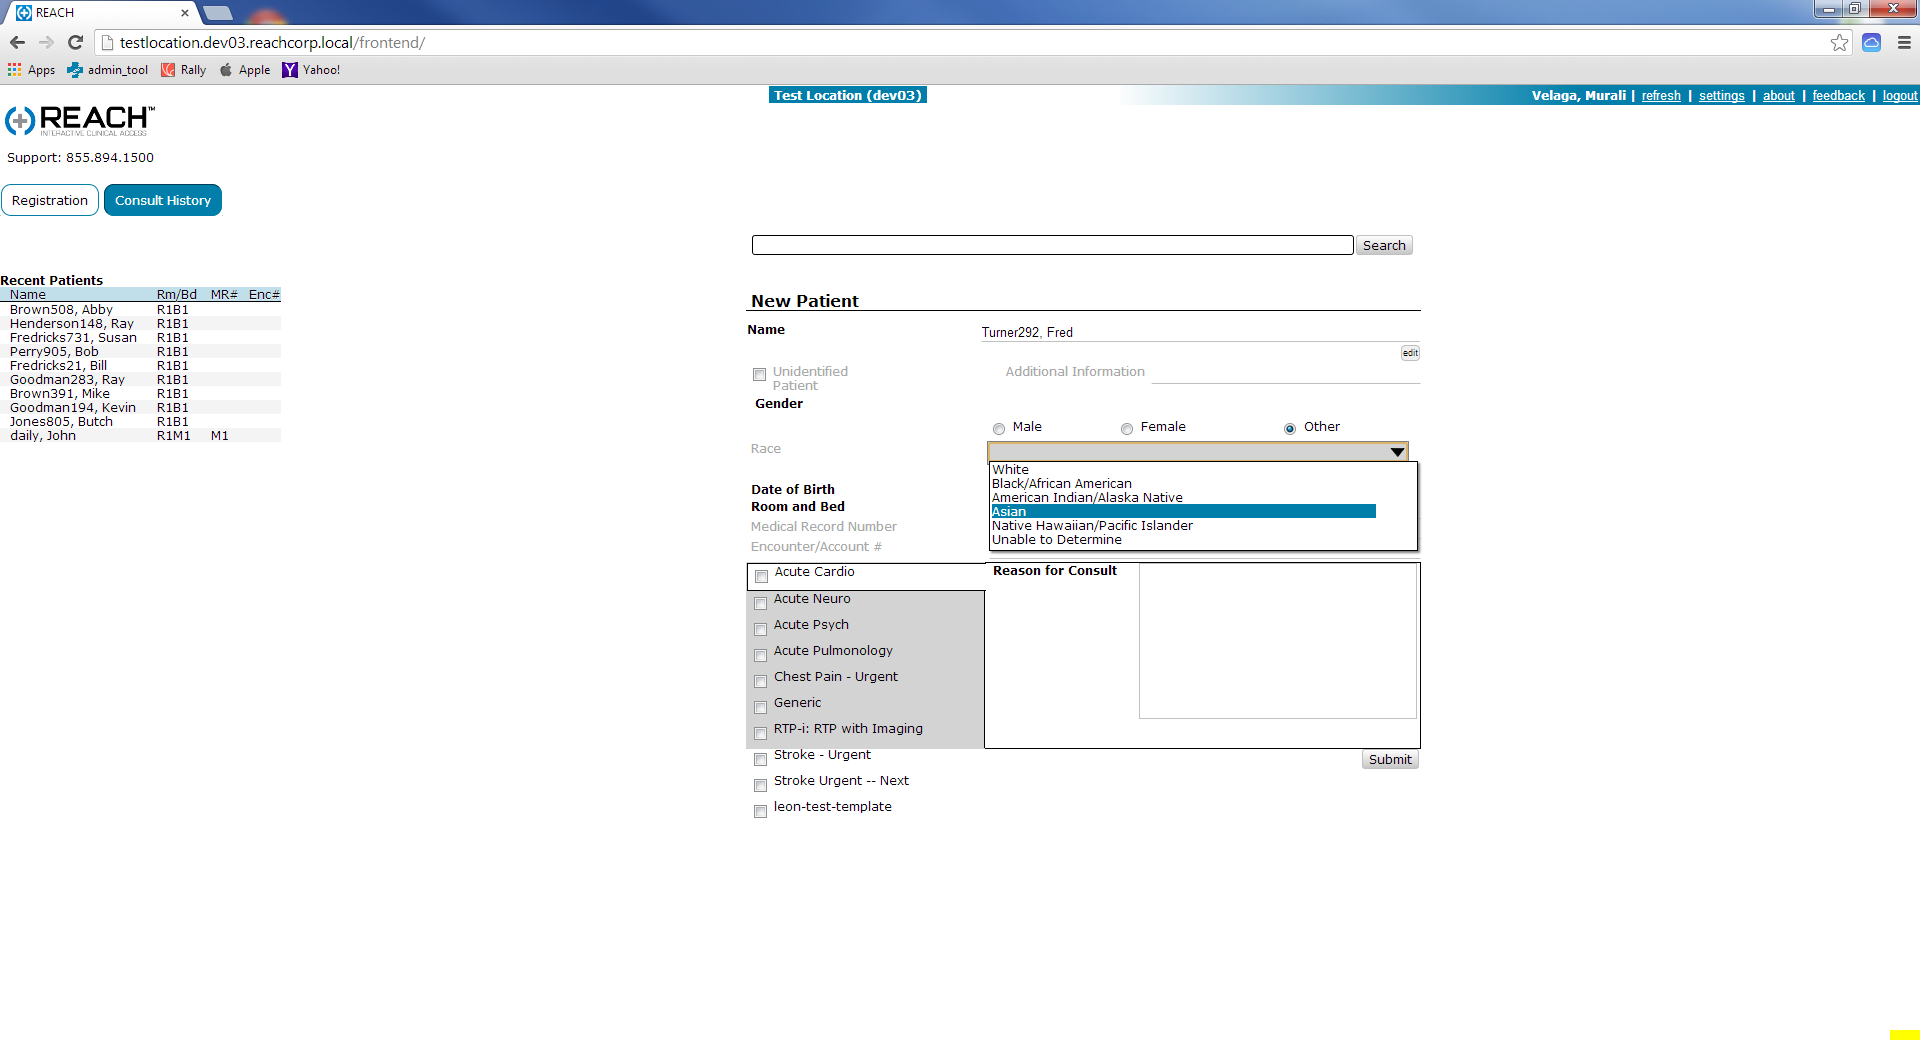 REACH
testlocation.dev03.reachcorp.local/frontend/
Apps admin_tool Rally Apple Yahoo!
Test Location (dev03)
Velaga, Murali | refresh | settings | about | feedback | logout
REACH™
INTERACTIVE CLINICAL ACCESS
Support: 855.894.1500
Registration Consult History
Search
Recent Patients
Name Rm/Bd MR# Enc#
Brown508, Abby R1B1
Henderson148, Ray R1B1
Fredricks731, Susan R1B1
Perry905, Bob R1B1
Fredricks21, Bill R1B1
Goodman283, Ray R1B1
Brown391, Mike R1B1
Goodman194, Kevin R1B1
Jones805, Butch R1B1
daily, John R1M1 M1
New Patient
Name Turner292, Fred
edit
Unidentified
Patient
Additional Information
Gender
Male Female Other
Race
White
Black/African American
American Indian/Alaska Native
Asian
Native Hawaiian/Pacific Islander
Unable to Determine
Date of Birth
Room and Bed
Medical Record Number
Encounter/Account #
Acute Cardio
Acute Neuro
Acute Psych
Acute Pulmonology
Chest Pain - Urgent
Generic
RTP-i: RTP with Imaging
Stroke - Urgent
Stroke Urgent -- Next
leon-test-template
Reason for Consult
Submit